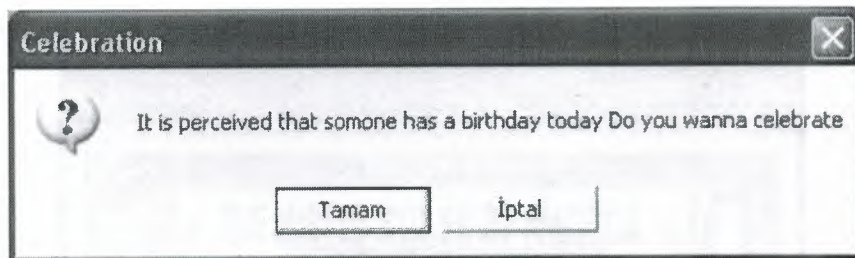 Celebration
It is perceived that somone has a birthday today Do you wanna celebrate
Tamam
İptal